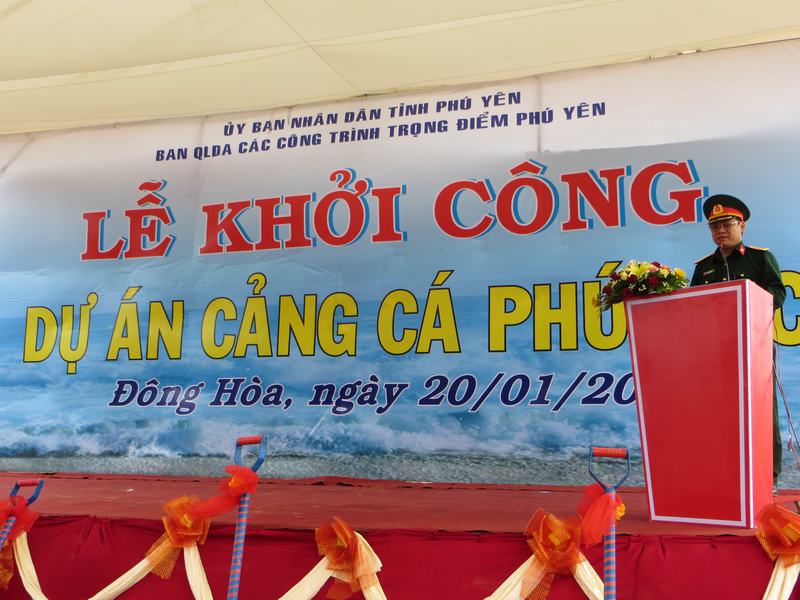 ỦY BAN NHÂN DÂN TỈNH PHÚ YÊN
BAN QLDA CÁC CÔNG TRÌNH TRỌNG ĐIỂM PHÚ YÊN
LỄ KHỞI CÔNG
DỰ ÁN CẢNG CÁ PHÚ
Đông Hòa, ngày 20/01/20